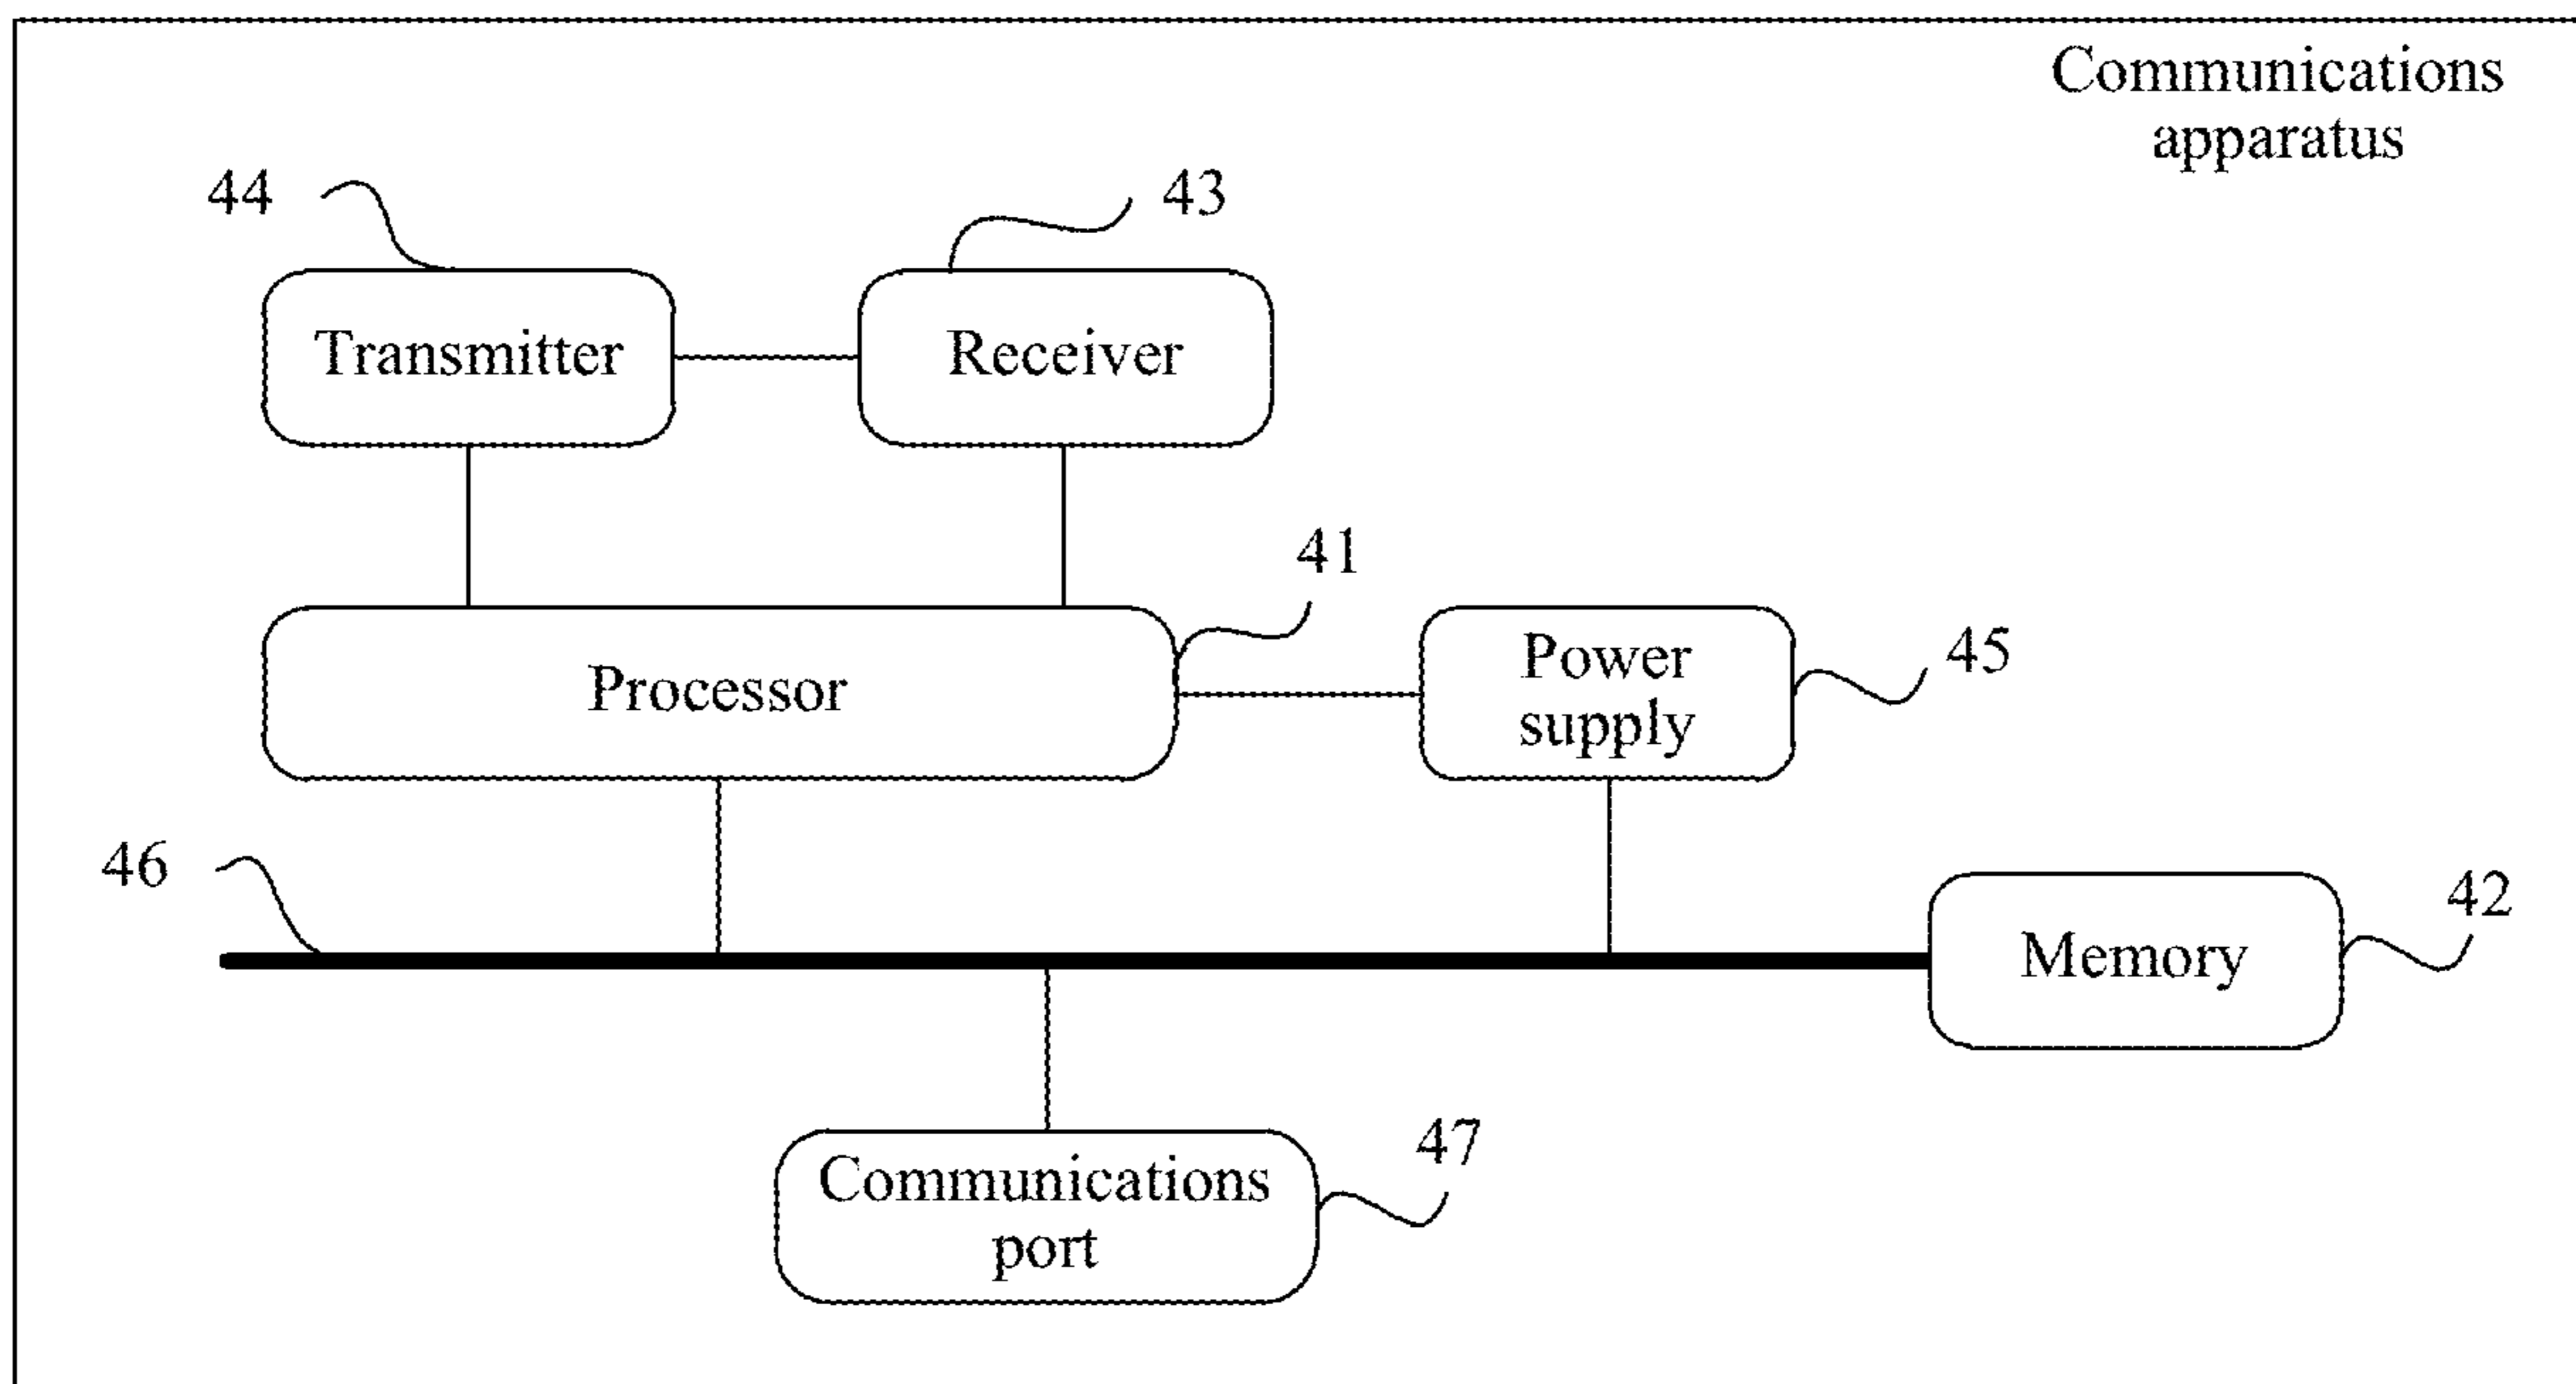 Communications
apparatus
44
43
Transmitter
Receiver
41
Processor
Power
supply
45
46
42
Memory
47
Communications
port